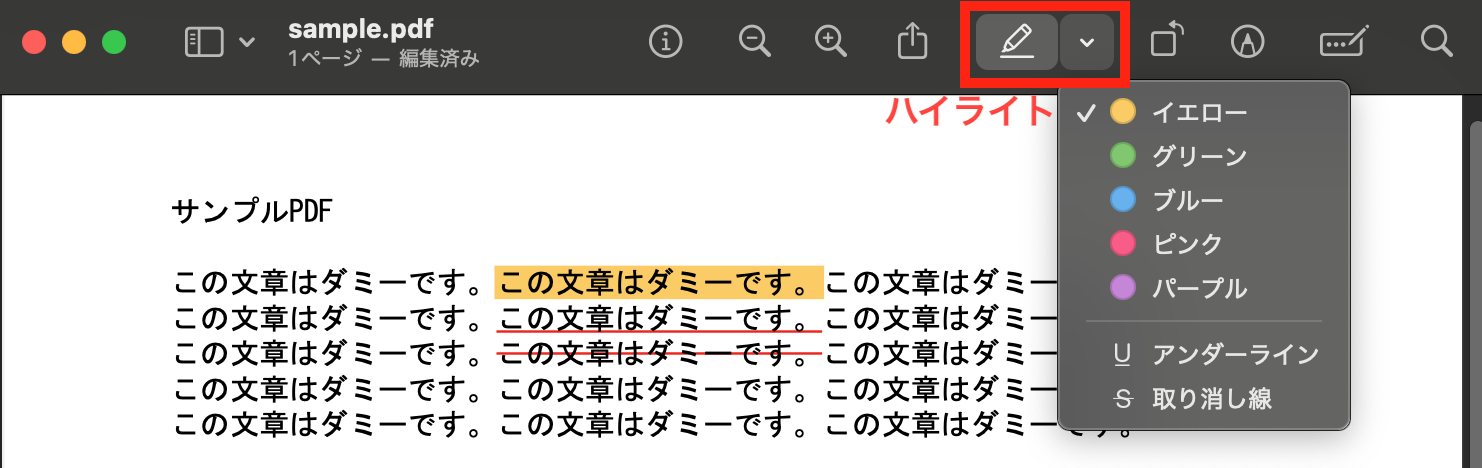 sample.pdf
1ページ — 編集済み
ハイライト
イエロー
グリーン
ブルー
ピンク
パープル
U アンダーライン
S 取り消し線
サンプルPDF
この文章はダミーです。この文章はダミーです。この文章はダミー
この文章はダミーです。この文章はダミーです。この文章はダミー
この文章はダミーです。この文章はダミーです。この文章はダミー
この文章はダミーです。この文章はダミーです。この文章はダミー
この文章はダミーです。この文章はダミーです。この文章はダミーです。